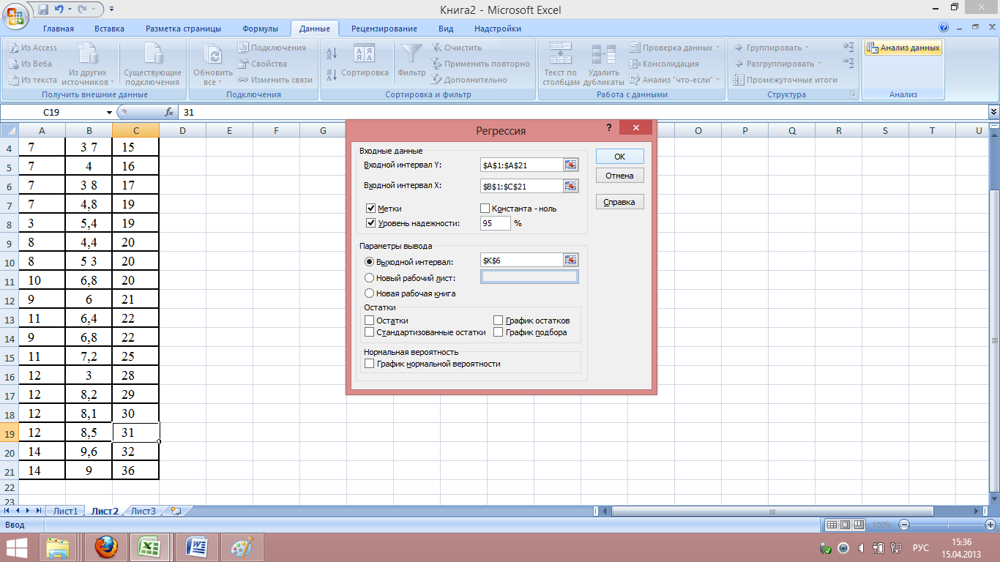 Книга2 - Microsoft Excel
Главная Вставка Разметка страницы Формулы Данные Рецензирование Вид Надстройки
Из Access
Из Веба
Из текста
Из других источников
Существующие подключения
Получить внешние данные
Обновить все
Подключения
Свойства
Изменить связи
Подключения
Сортировка
Фильтр
Очистить
Применить повторно
Дополнительно
Сортировка и фильтр
Текст по столбцам
Удалить дубликаты
Проверка данных
Консолидация
Анализ "что-если"
Работа с данными
Группировать
Разгруппировать
Промежуточные итоги
Структура
Анализ данных
Анализ
C19 fx 31
A B C D E F G O P Q R S T U
4 7 3 7 15
5 7 4 16
6 7 3 8 17
7 7 4,8 19
8 3 5,4 19
9 8 4,4 20
10 8 5 3 20
11 10 6,8 20
12 9 6 21
13 11 6,4 22
14 9 6,8 22
15 11 7,2 25
16 12 3 28
17 12 8,2 29
18 12 8,1 30
19 12 8,5 31
20 14 9,6 32
21 14 9 36
22
23
Регрессия
Входные данные
Входной интервал Y: $A$1:$A$21
Входной интервал X: $B$1:$C$21
Метки Константа - ноль
Уровень надежности: 95 %
Параметры вывода
Выходной интервал: $K$6
Новый рабочий лист:
Новая рабочая книга
Остатки
Остатки График остатков
Стандартизованные остатки График подбора
Нормальная вероятность
График нормальной вероятности
ОК
Отмена
Справка
Лист1 Лист2 Лист3
Ввод 100%
РУС
15:36
15.04.2013